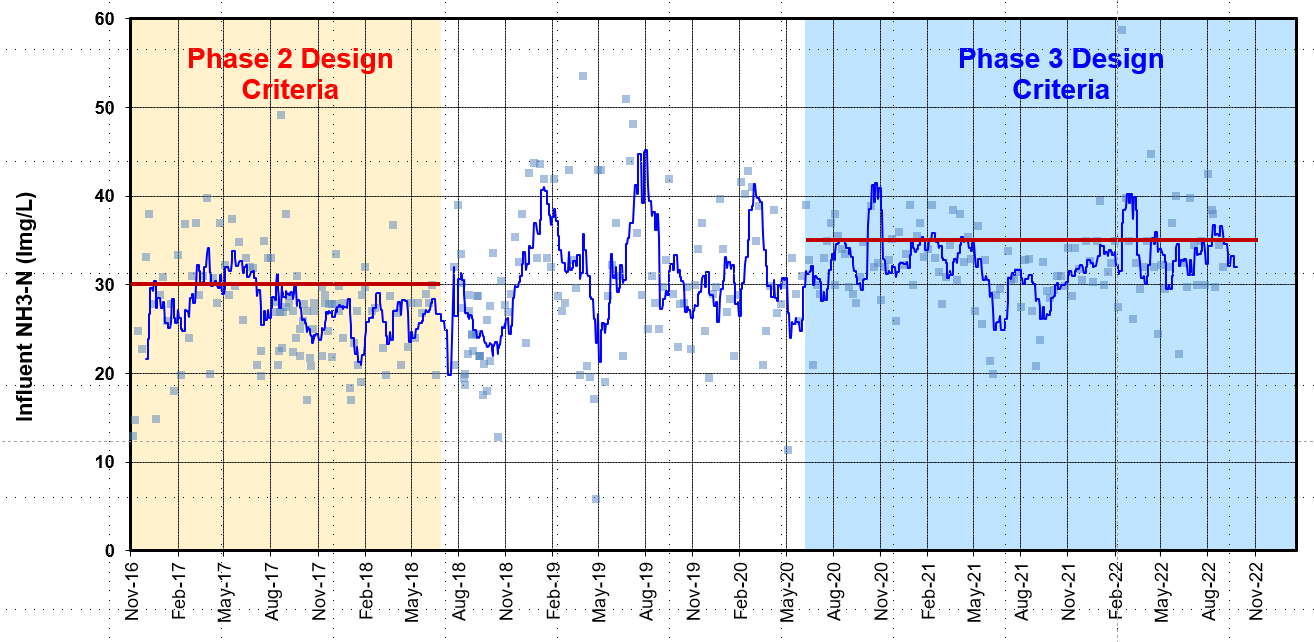 Phase 2 Design
Criteria
Phase 3 Design
Criteria
Influent NH3-N (lmg/L)
60
50
40
30
20
10
0
Nov-16
Feb-17
May-17
Aug-17
Nov-17
Feb-18
May-18
Aug-18
Nov-18
Feb-19
May-19
Aug-19
Nov-19
Feb-20
May-20
Aug-20
Nov-20
Feb-21
May-21
Aug-21
Nov-21
Feb-22
May-22
Aug-22
Nov-22